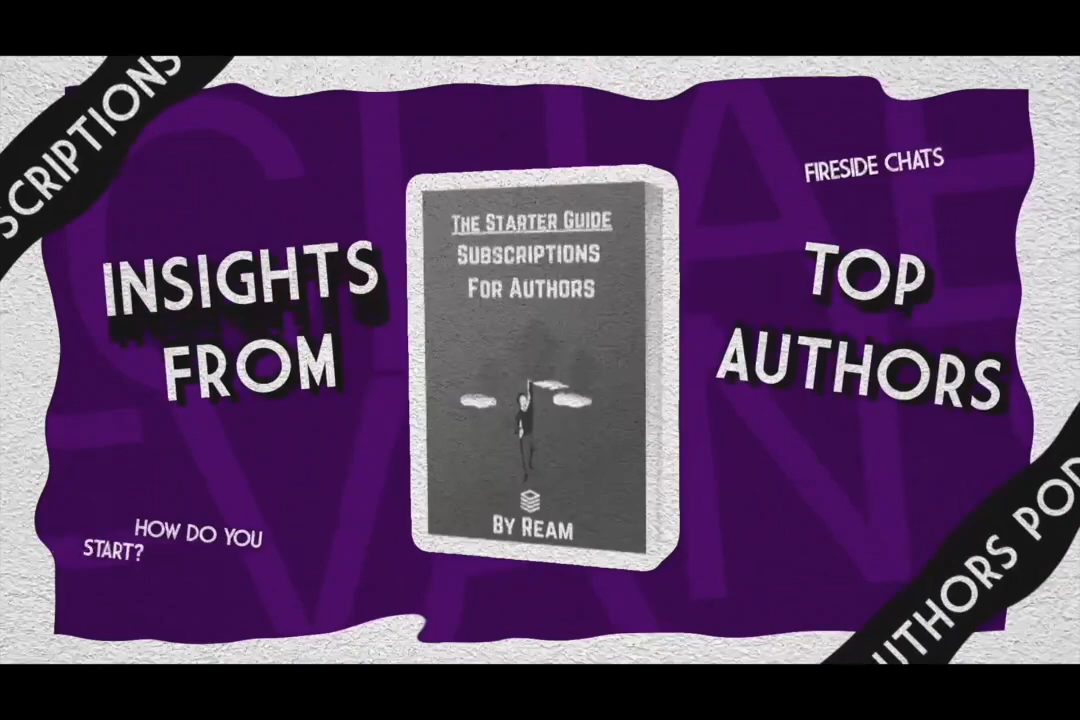 SCRIPTIONS
FIRESIDE CHATS
INSIGHTS
FROM
THE STARTER GUIDE
SUBSCRIPTIONS
FOR AUTHORS
BY REAM
TOP
AUTHORS
HOW DO YOU
START?
UTHORS POD